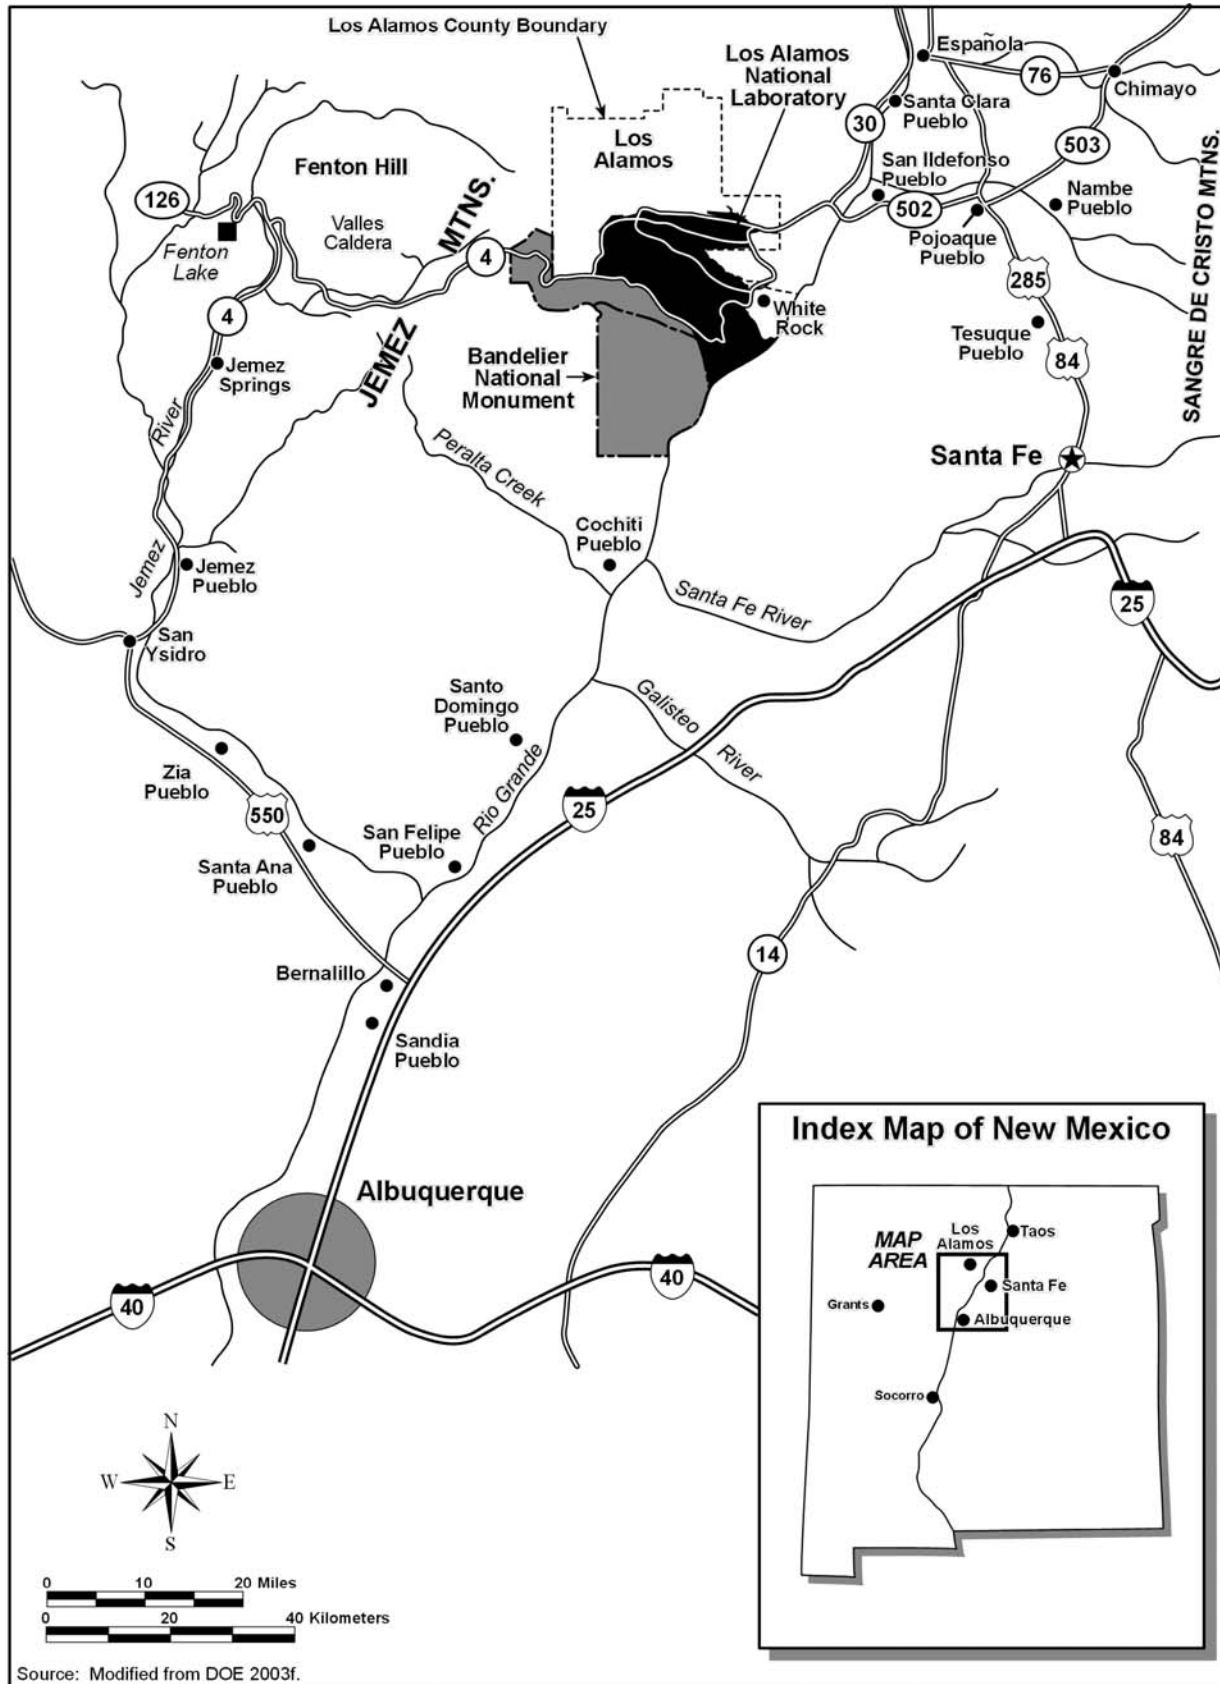 Los Alamos County Boundary
Los Alamos
National
Laboratory
Española
76
Chimayo
Santa Clara
Pueblo
30
503
Los
Alamos
San Ildefonso
Pueblo
Fenton Hill
126
MTNS.
Valles
Caldera
Nambe
Pueblo
502
Pojoaque
Pueblo
SANGRE DE CRISTO MTNS.
Fenton
Lake
4
285
4
White
Rock
Tesuque
Pueblo
84
Jemez
Springs
JEMEZ
Bandelier
National
Monument
River
Santa Fe
Peralta Creek
Cochiti
Pueblo
Jemez
Jemez
Pueblo
Santa Fe River
25
San
Ysidro
Santo
Domingo
Pueblo
Galisteo
River
Zia
Pueblo
Rio Grande
550
25
84
San Felipe
Pueblo
Santa Ana
Pueblo
14
Bernalillo
Sandia
Pueblo
Albuquerque
40
40
Index Map of New Mexico
MAP
AREA
Los
Alamos
Taos
Santa Fe
Grants
Albuquerque
Socorro
N
W
E
S
0 10 20 Miles
0 20 40 Kilometers
Source: Modified from DOE 2003f.